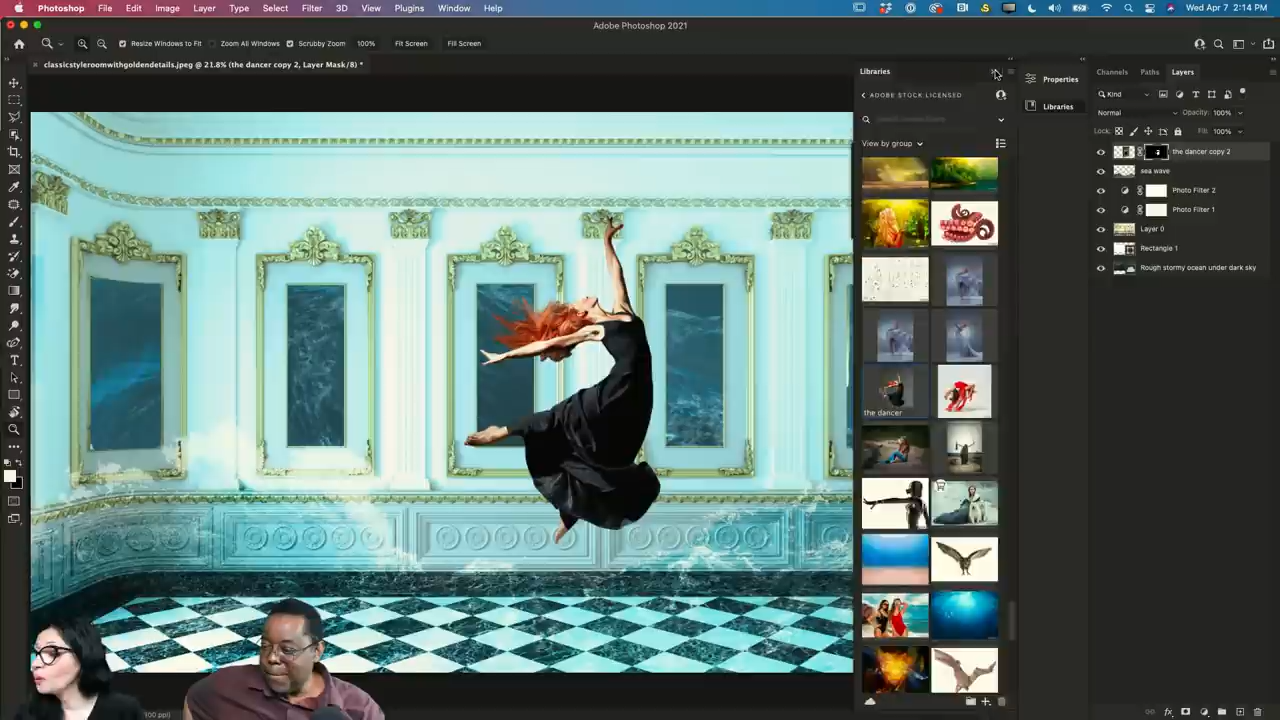 Photoshop File Edit Image Layer Type Select Filter 3D View Plugins Window Help
Wed Apr 7 2:14 PM
Adobe Photoshop 2021
Resize Windows to Fit Zoom All Windows Scrubby Zoom 100% Fit Screen Fill Screen
classicstyleroomwithgoldendetails.jpeg @ 21.8% (the dancer copy 2, Layer Mask/8) *
Libraries
ADOBE STOCK LICENSED
View by group
the dancer
Properties
Libraries
Channels Paths Layers
Kind
Normal Opacity: 100%
Lock: Fill: 100%
the dancer copy 2
sea wave
Photo Filter 2
Photo Filter 1
Layer 0
Rectangle 1
Rough stormy ocean under dark sky
ppi)